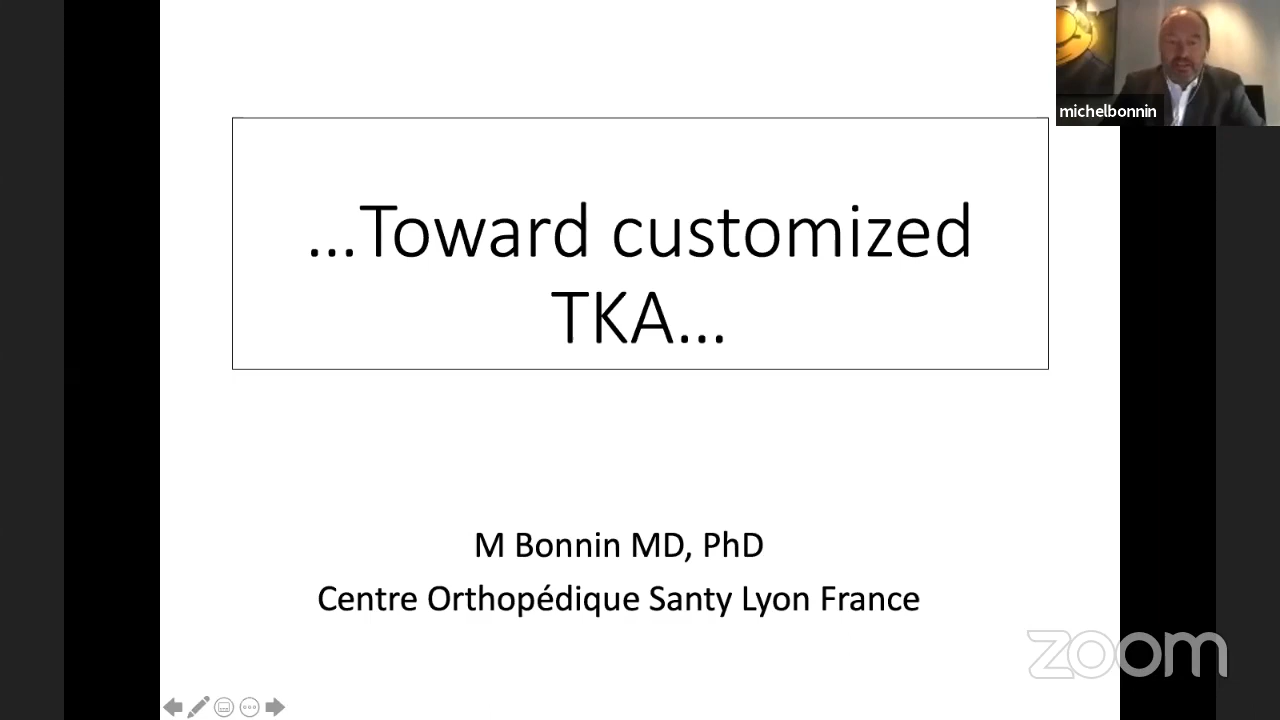 michelbonnin
...Toward customized
TKA...
M Bonnin MD, PhD
Centre Orthopédique Santy Lyon France
zoom